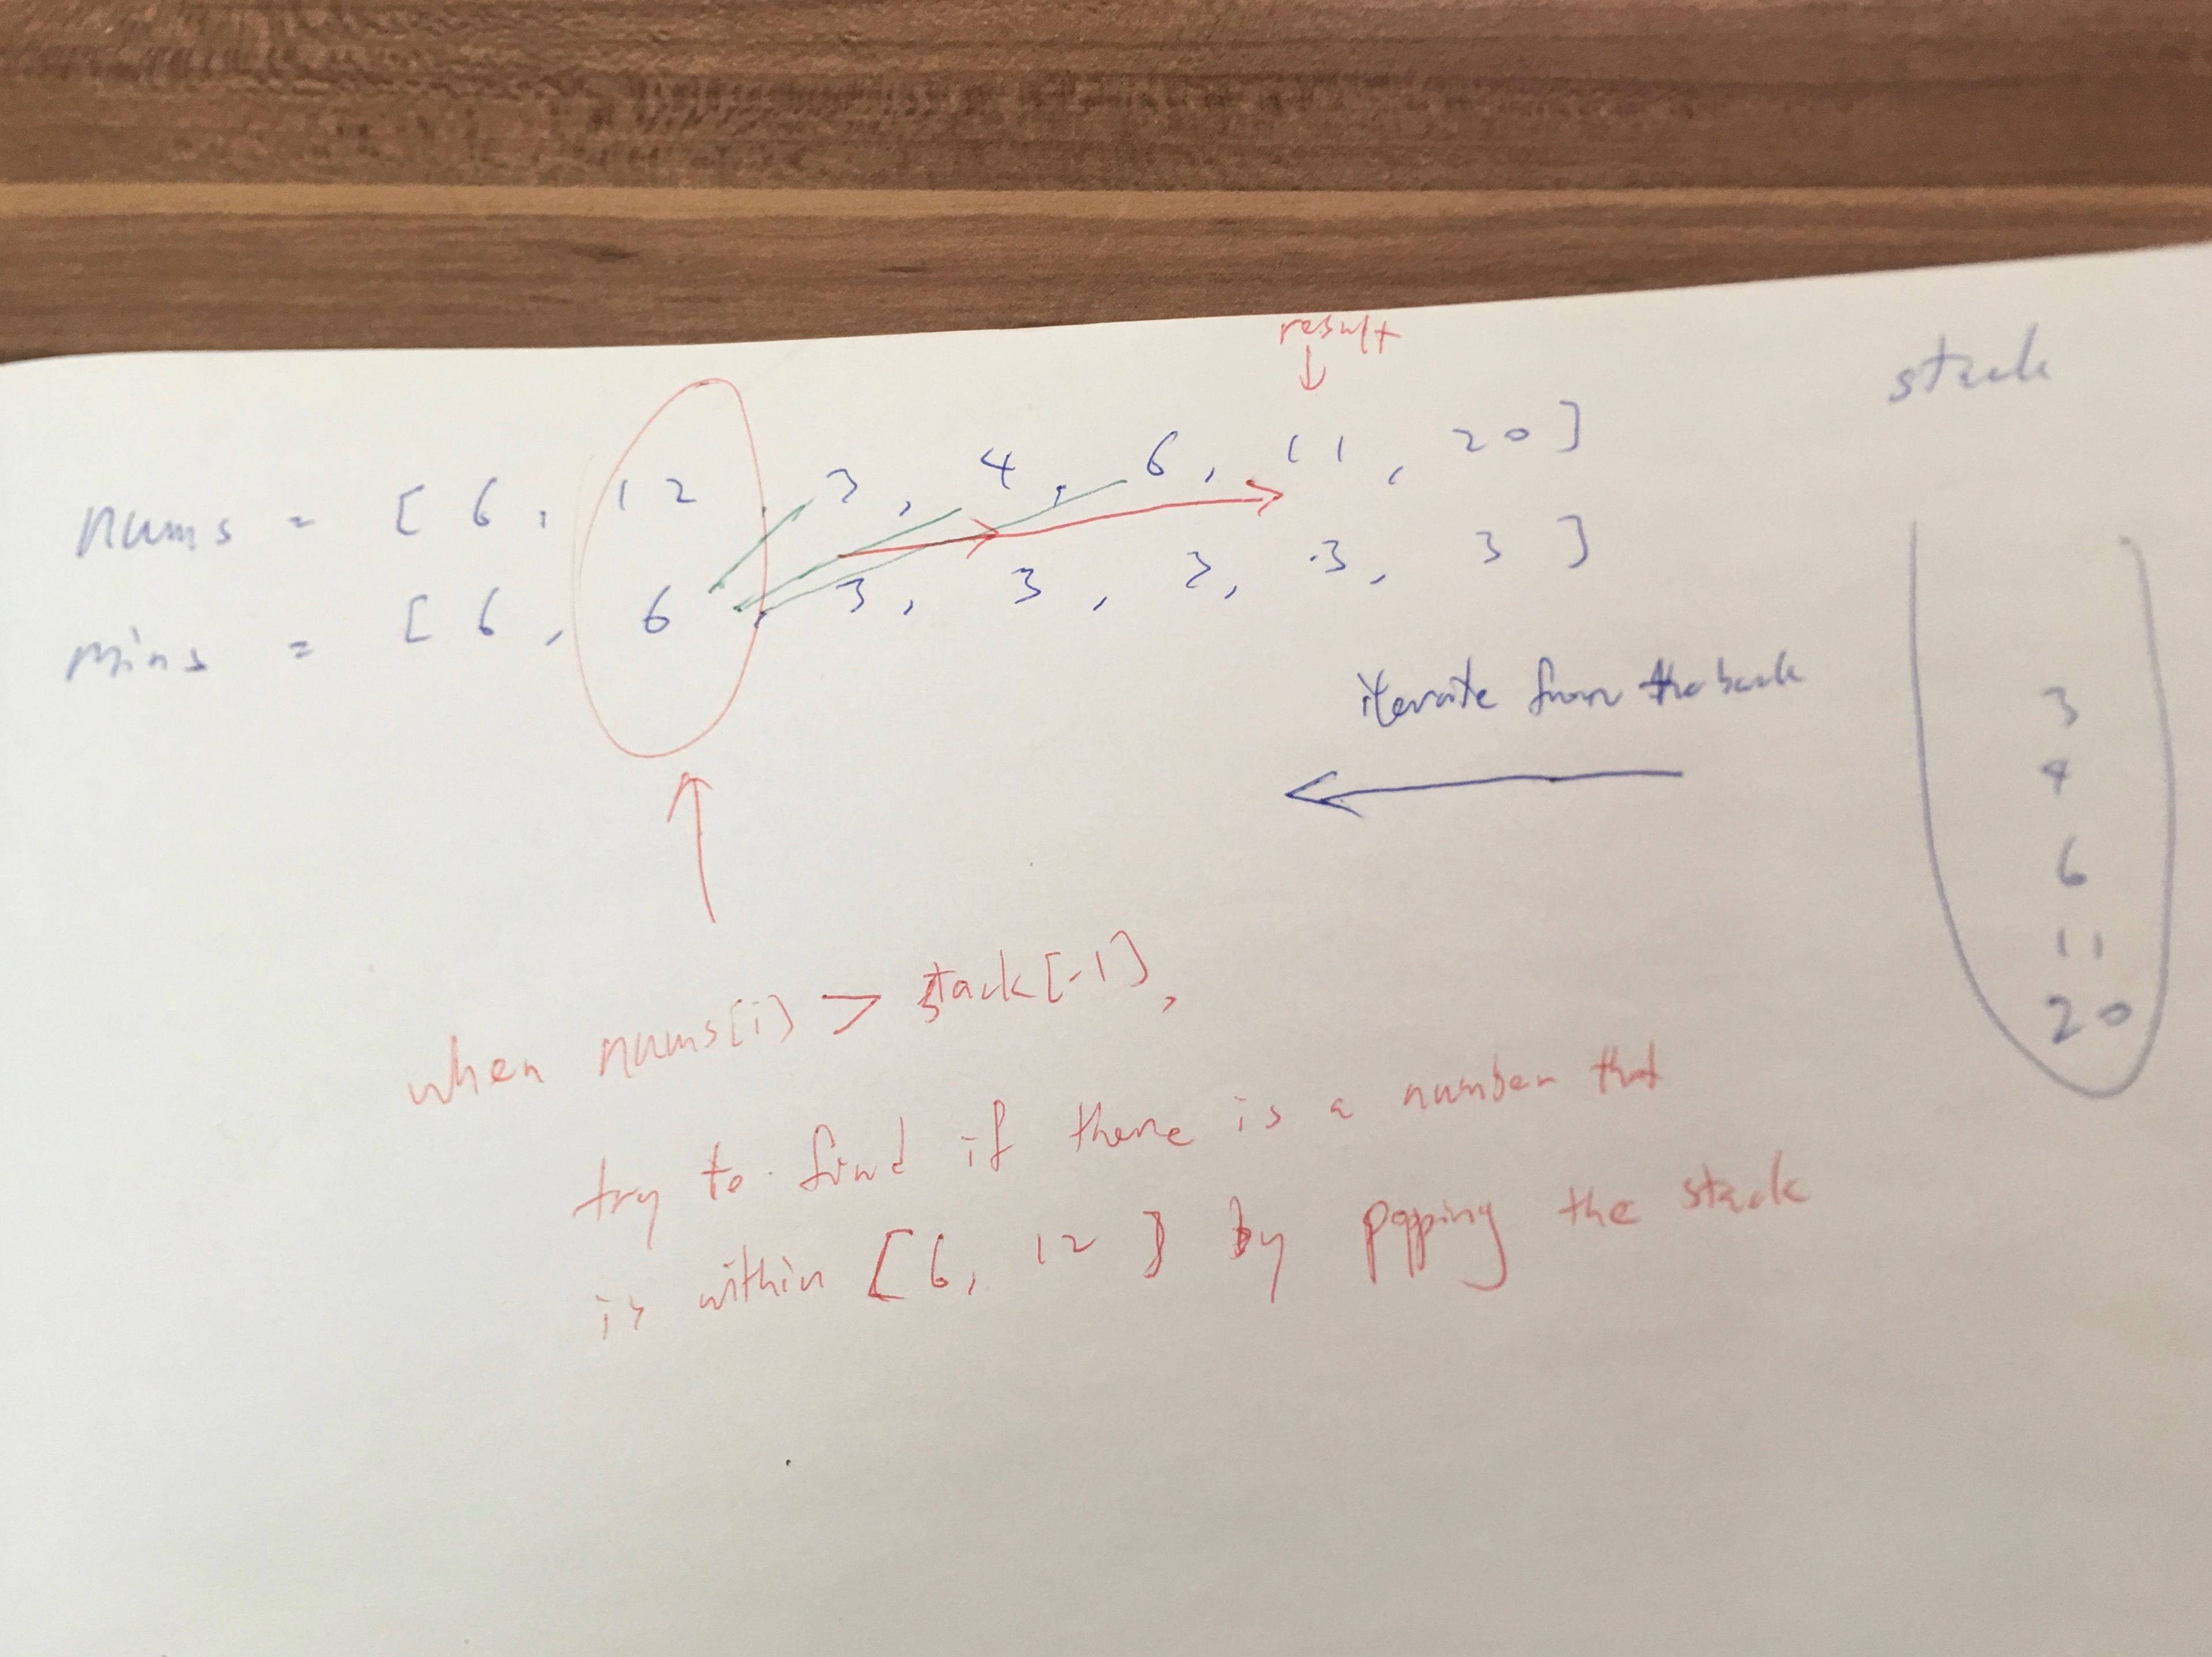 result
nums = [ 6, 12, 3, 4, 6, 11, 20 ]
mins = [ 6, 6, 3, 3, 3, 3, 3 ]
stack
3
4
6
11
20
iterate from the back
when nums[i] > stack[-1],
try to find if there is a number that
is within [6, 12] by popping the stack